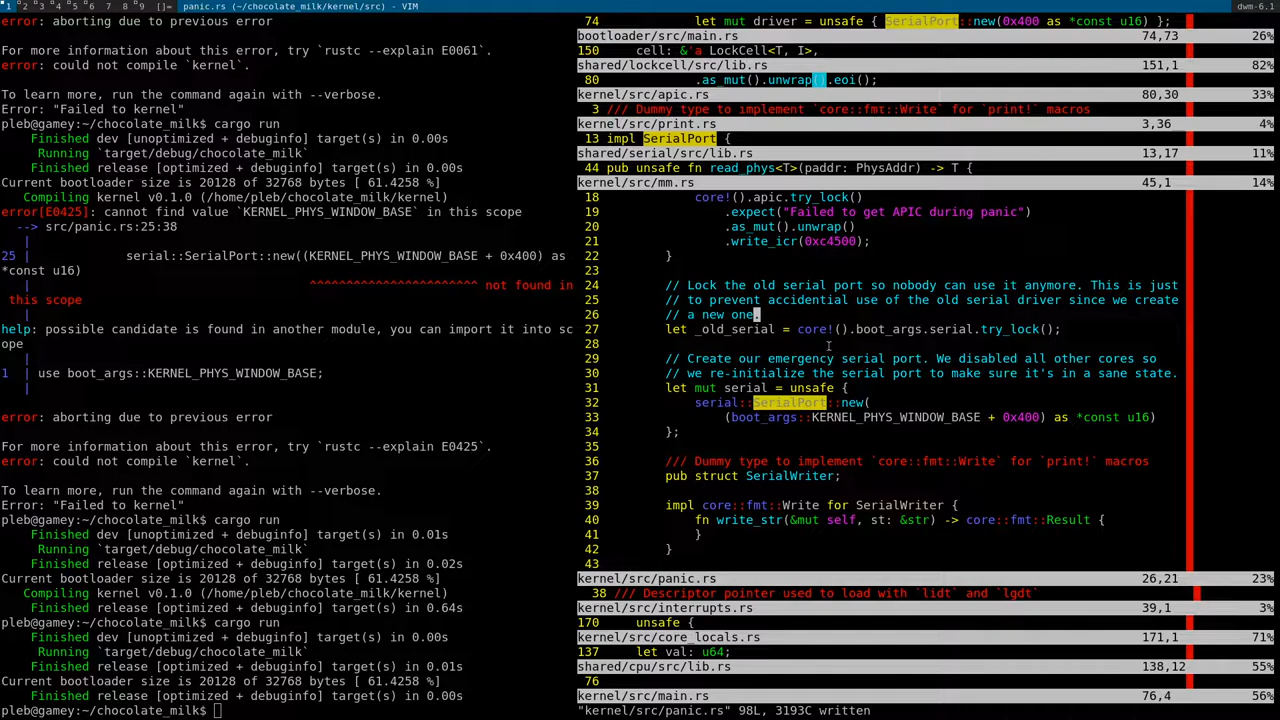 1 2 3 4 5 6 7 8 9 []= panic.rs (~/chocolate_milk/kernel/src) - VIM dwm-6.1
error: aborting due to previous error

For more information about this error, try `rustc --explain E0061`.
error: could not compile `kernel`.

To learn more, run the command again with --verbose.
Error: "Failed to kernel"
pleb@gamey:~/chocolate_milk$ cargo run
    Finished dev [unoptimized + debuginfo] target(s) in 0.00s
     Running `target/debug/chocolate_milk`
    Finished release [optimized + debuginfo] target(s) in 0.00s
Current bootloader size is 20128 of 32768 bytes [ 61.4258 %]
   Compiling kernel v0.1.0 (/home/pleb/chocolate_milk/kernel)
error[E0425]: cannot find value `KERNEL_PHYS_WINDOW_BASE` in this scope
  --> src/panic.rs:25:38
   |
25 |         serial::SerialPort::new((KERNEL_PHYS_WINDOW_BASE + 0x400) as
*const u16)
   |                                  ^^^^^^^^^^^^^^^^^^^^^^^ not found in
 this scope
   |
help: possible candidate is found in another module, you can import it into sc
ope
   |
1  | use boot_args::KERNEL_PHYS_WINDOW_BASE;
   |

error: aborting due to previous error

For more information about this error, try `rustc --explain E0425`.
error: could not compile `kernel`.

To learn more, run the command again with --verbose.
Error: "Failed to kernel"
pleb@gamey:~/chocolate_milk$ cargo run
    Finished dev [unoptimized + debuginfo] target(s) in 0.01s
     Running `target/debug/chocolate_milk`
    Finished release [optimized + debuginfo] target(s) in 0.02s
Current bootloader size is 20128 of 32768 bytes [ 61.4258 %]
   Compiling kernel v0.1.0 (/home/pleb/chocolate_milk/kernel)
    Finished release [optimized + debuginfo] target(s) in 0.64s
pleb@gamey:~/chocolate_milk$ cargo run
    Finished dev [unoptimized + debuginfo] target(s) in 0.00s
     Running `target/debug/chocolate_milk`
    Finished release [optimized + debuginfo] target(s) in 0.01s
Current bootloader size is 20128 of 32768 bytes [ 61.4258 %]
    Finished release [optimized + debuginfo] target(s) in 0.00s
pleb@gamey:~/chocolate_milk$
74             let mut driver = unsafe { SerialPort::new(0x400 as *const u16) };
bootloader/src/main.rs 74,73 26%
150     cell: &'a LockCell<T, I>,
shared/lockcell/src/lib.rs 151,1 82%
80             .as_mut().unwrap().eoi();
kernel/src/apic.rs 80,30 33%
3 /// Dummy type to implement `core::fmt::Write` for `print!` macros
kernel/src/print.rs 3,36 4%
13 impl SerialPort {
shared/serial/src/lib.rs 13,17 11%
44 pub unsafe fn read_phys<T>(paddr: PhysAddr) -> T {
kernel/src/mm.rs 45,1 14%
18             core!().apic.try_lock()
19                 .expect("Failed to get APIC during panic")
20                 .as_mut().unwrap()
21                 .write_icr(0xc4500);
22         }
23
24         // Lock the old serial port so nobody can use it anymore. This is just
25         // to prevent accidential use of the old serial driver since we create
26         // a new one.
27         let _old_serial = core!().boot_args.serial.try_lock();
28
29         // Create our emergency serial port. We disabled all other cores so
30         // we re-initialize the serial port to make sure it's in a sane state.
31         let mut serial = unsafe {
32             serial::SerialPort::new(
33                 (boot_args::KERNEL_PHYS_WINDOW_BASE + 0x400) as *const u16)
34         };
35
36         /// Dummy type to implement `core::fmt::Write` for `print!` macros
37         pub struct SerialWriter;
38
39         impl core::fmt::Write for SerialWriter {
40             fn write_str(&mut self, st: &str) -> core::fmt::Result {
41             }
42         }
43
kernel/src/panic.rs 26,21 23%
38 /// Descriptor pointer used to load with `lidt` and `lgdt`
kernel/src/interrupts.rs 39,1 3%
170     unsafe {
kernel/src/core_locals.rs 171,1 71%
137     let val: u64;
shared/cpu/src/lib.rs 138,12 55%
76
kernel/src/main.rs 76,4 56%
"kernel/src/panic.rs" 98L, 3193C written